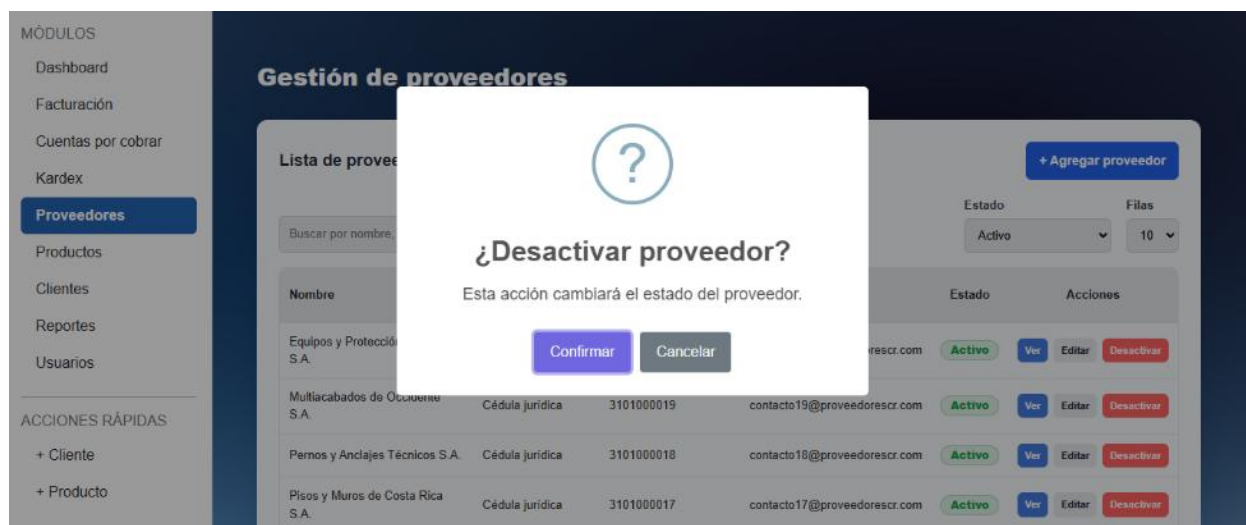 MÓDULOS
Dashboard
Facturación
Cuentas por cobrar
Kardex
Proveedores
Productos
Clientes
Reportes
Usuarios
ACCIONES RÁPIDAS
+ Cliente
+ Producto
Gestión de proveedores
Lista de
+ Agregar proveedor
Estado Filas
Buscar por nombre, Activo 10
¿Desactivar proveedor?
Esta acción cambiará el estado del proveedor.
Confirmar Cancelar
Nombre Estado Acciones
Equipos y
S.A. Activo Ver Editar Desactivar
Multiacabados de Occidente
S.A. Cédula jurídica 3101000019 contacto19@proveedorescr.com Activo Ver Editar Desactivar
Pernos y Anclajes Técnicos S.A. Cédula jurídica 3101000018 contacto18@proveedorescr.com Activo Ver Editar Desactivar
Pisos y Muros de Costa Rica
S.A. Cédula jurídica 3101000017 contacto17@proveedorescr.com Activo Ver Editar Desactivar